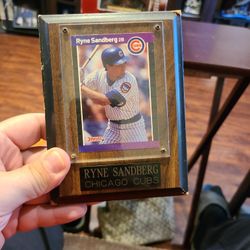 Ryne Sandberg 2B
RYNE SANDBERG
CHICAGO CUBS